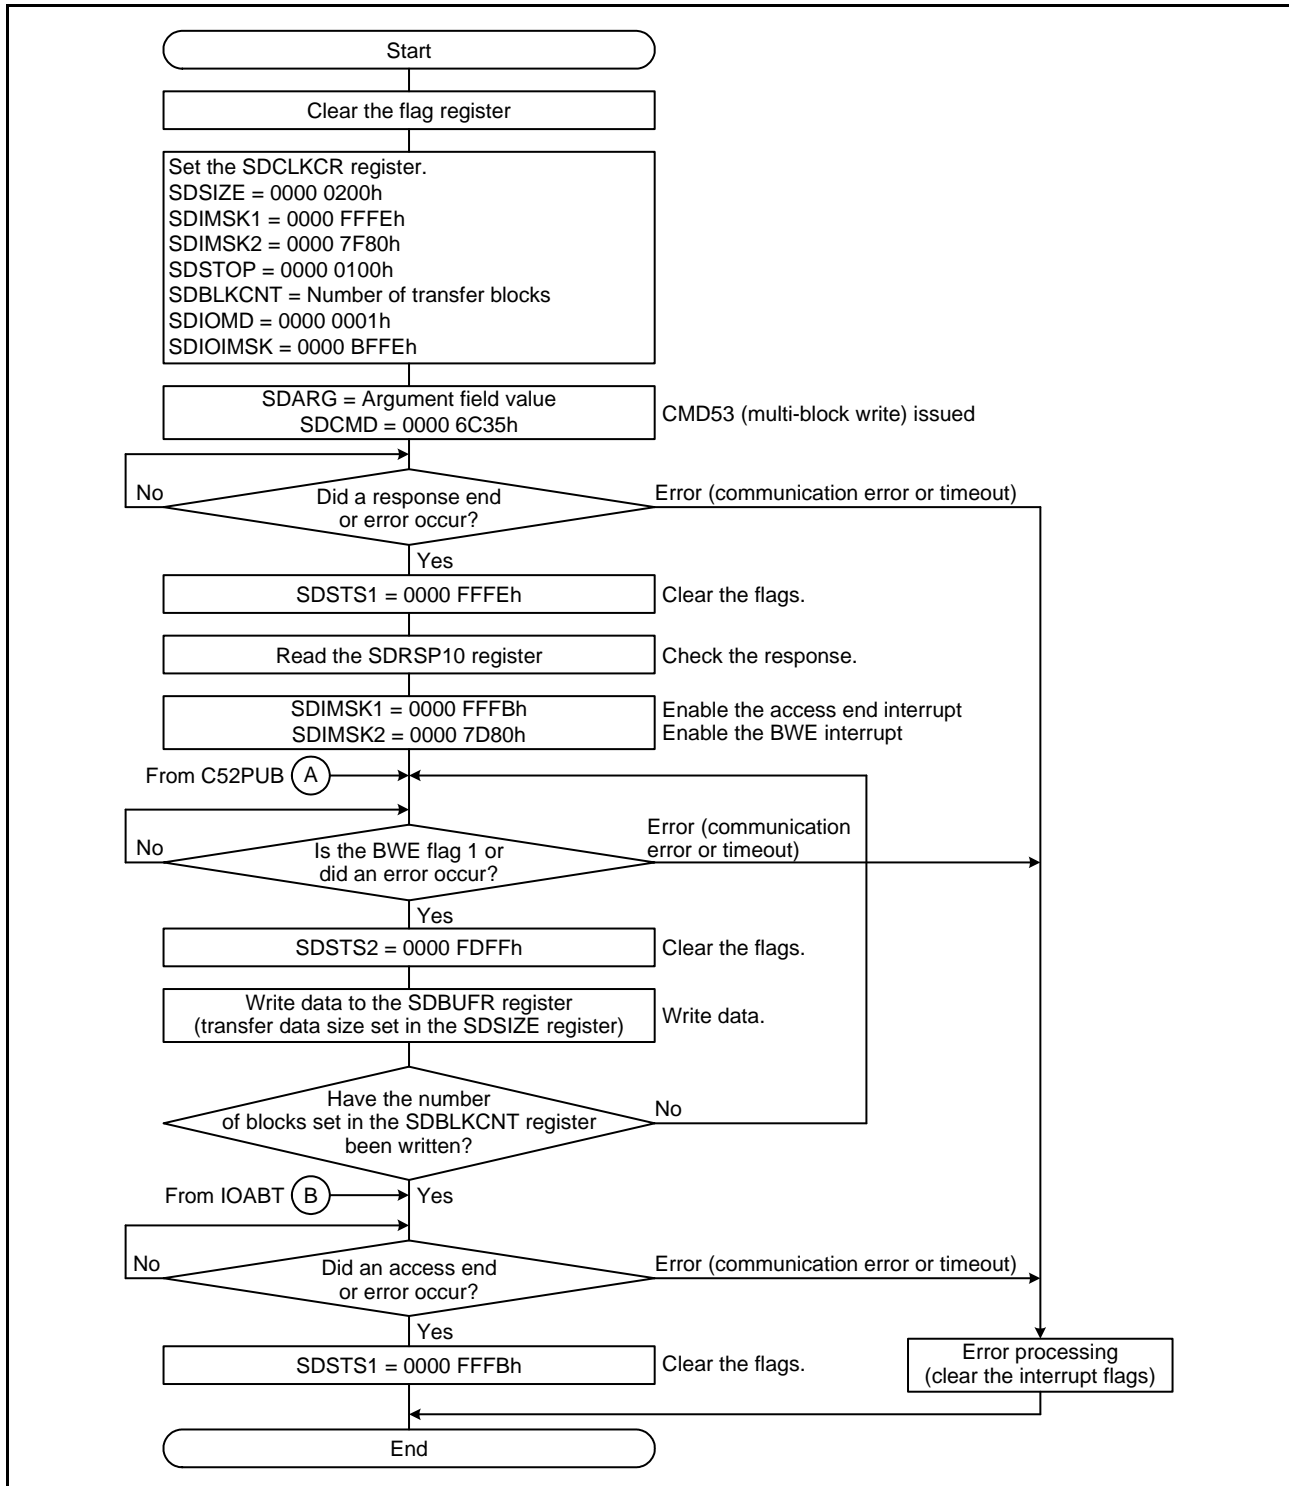 Start
Clear the flag register
Set the SDCLKCR register.
SDSIZE = 0000 0200h
SDIMSK1 = 0000 FFFEh
SDIMSK2 = 0000 7F80h
SDSTOP = 0000 0100h
SDBLKCNT = Number of transfer blocks
SDIOMD = 0000 0001h
SDIOIMSK = 0000 BFFEh
SDARG = Argument field value
SDCMD = 0000 6C35h
CMD53 (multi-block write) issued
No
Did a response end
or error occur?
Error (communication error or timeout)
Yes
SDSTS1 = 0000 FFFEh
Clear the flags.
Read the SDRSP10 register
Check the response.
SDIMSK1 = 0000 FFFBh
SDIMSK2 = 0000 7D80h
Enable the access end interrupt
Enable the BWE interrupt
From C52PUB A
No
Is the BWE flag 1 or
did an error occur?
Error (communication
error or timeout)
Yes
SDSTS2 = 0000 FDFFh
Clear the flags.
Write data to the SDBUFR register
(transfer data size set in the SDSIZE register)
Write data.
Have the number
of blocks set in the SDBLKCNT register
been written?
No
From IOABT B
Yes
No
Did an access end
or error occur?
Error (communication error or timeout)
Yes
SDSTS1 = 0000 FFFBh
Clear the flags.
Error processing
(clear the interrupt flags)
End